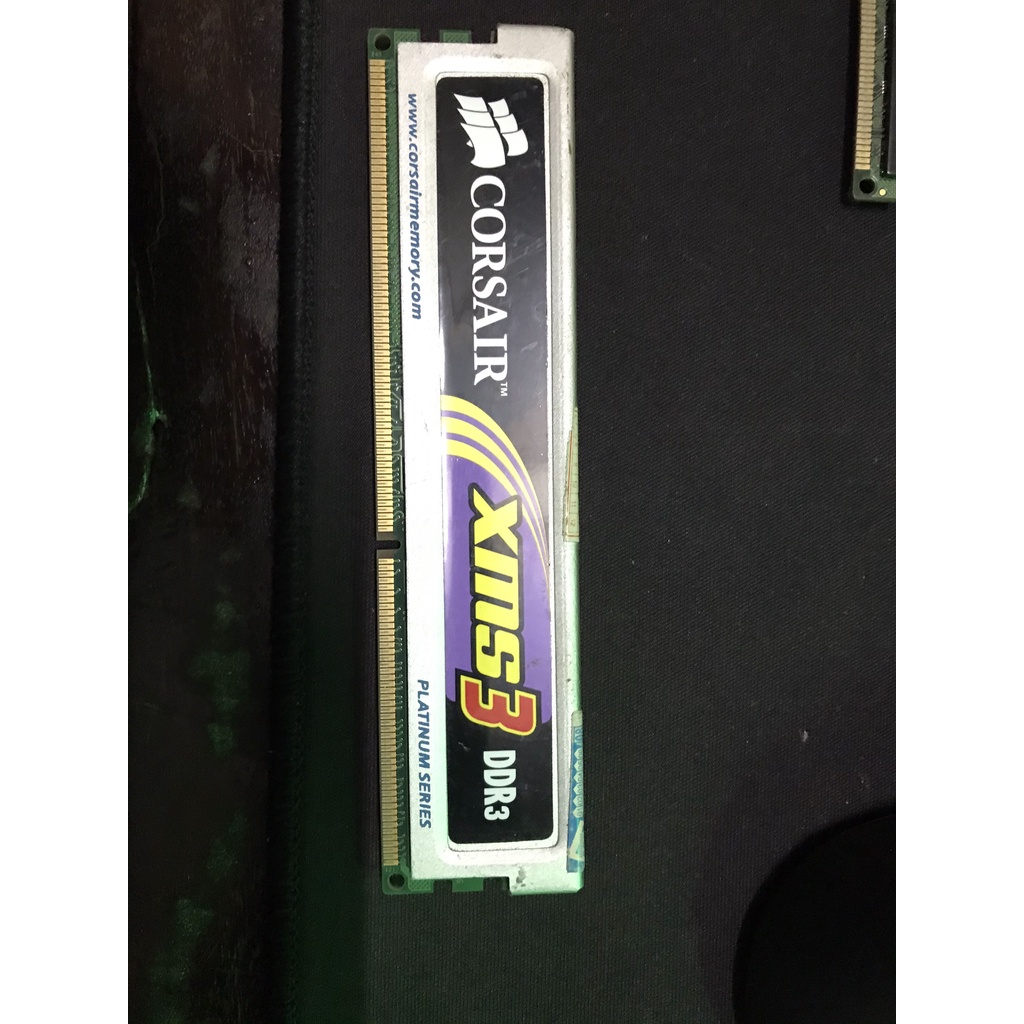 CORSAIR™
XMS3
DDR3
www.corsairmemory.com
PLATINUM SERIES